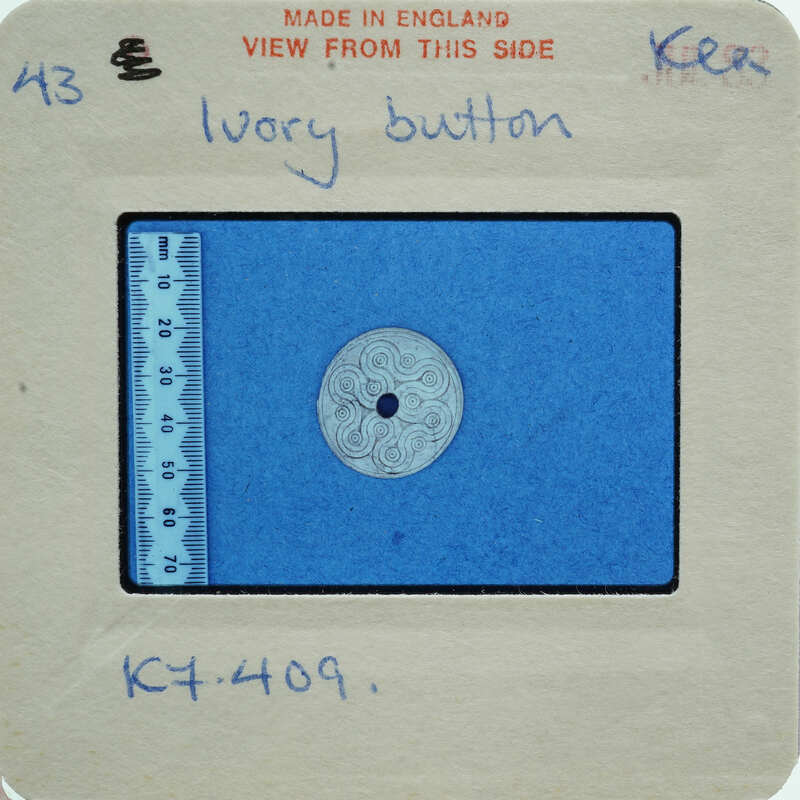 MADE IN ENGLAND
VIEW FROM THIS SIDE
43
Kea
Ivory button
mm 10 20 30 40 50 60 70
K7.409.